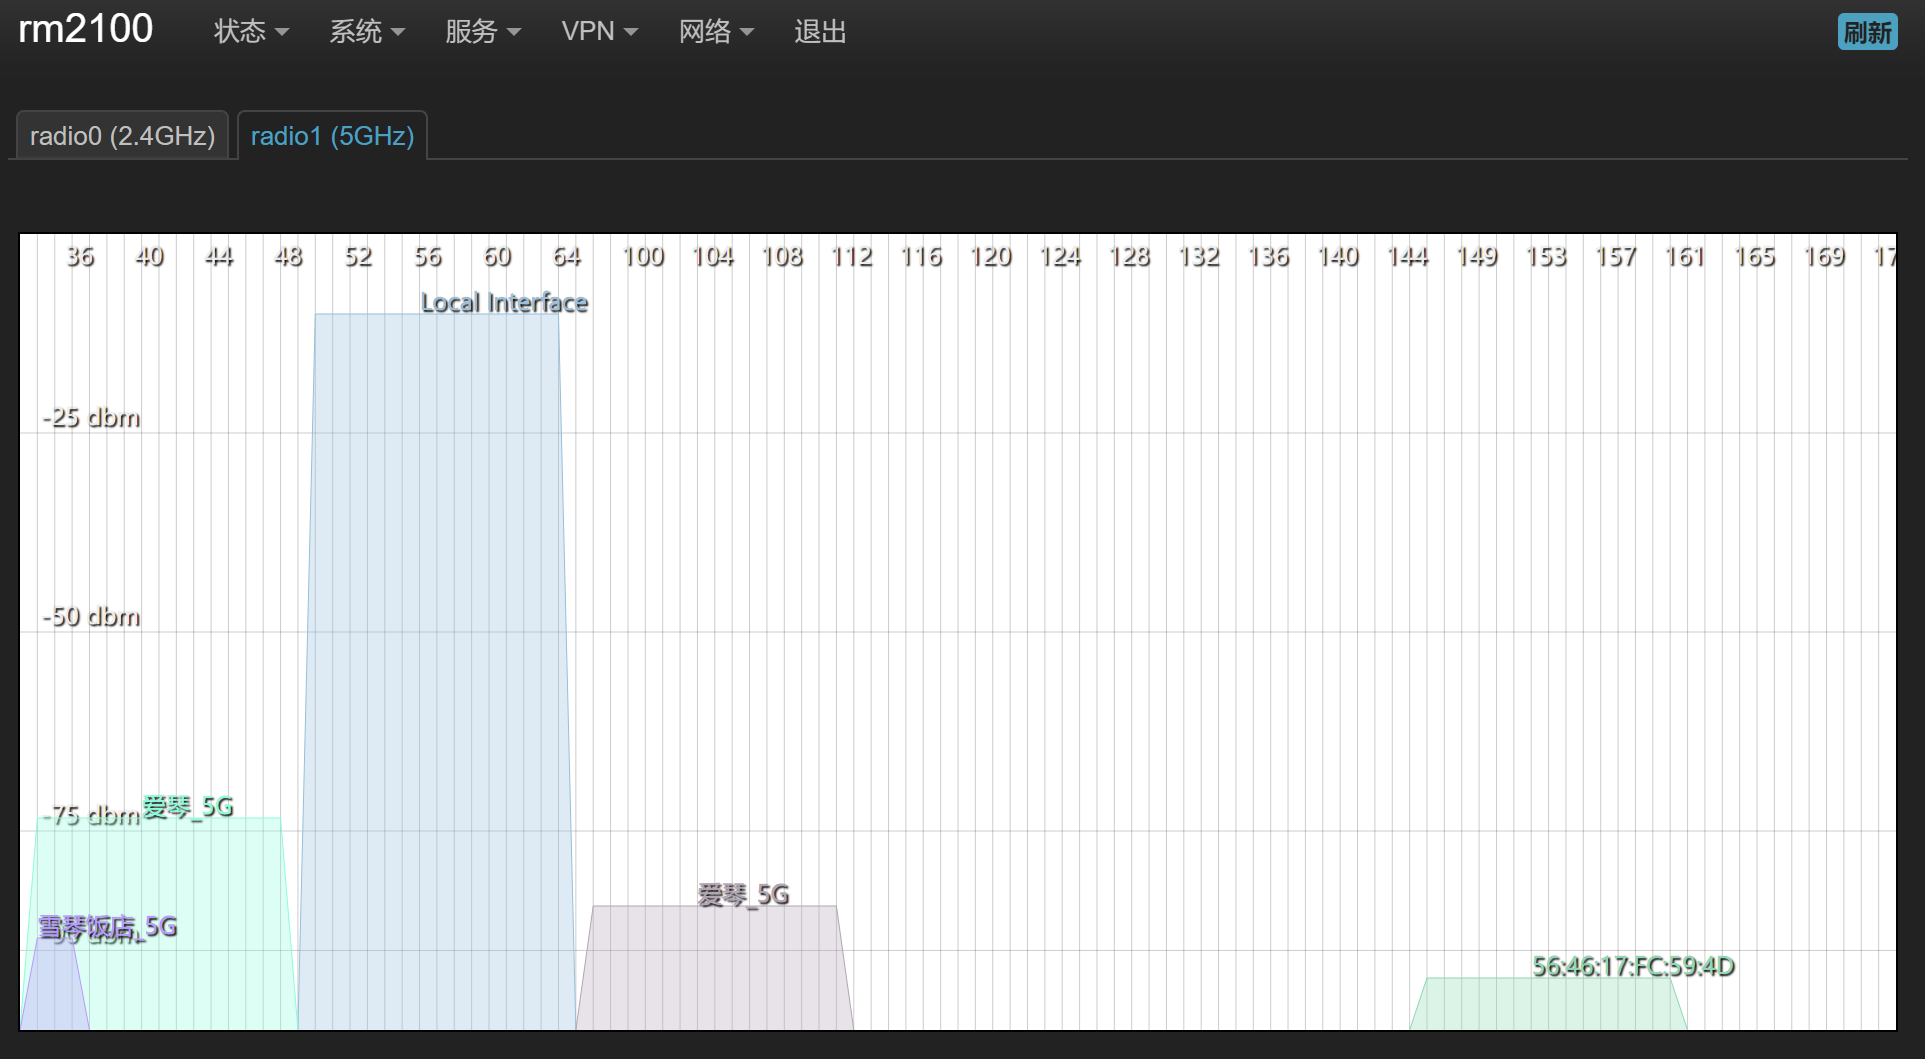 rm2100 状态 系统 服务 VPN 网络 退出 刷新
radio0 (2.4GHz) radio1 (5GHz)
36 40 44 48 52 56 60 64 100 104 108 112 116 120 124 128 132 136 140 144 149 153 157 161 165 169 17
Local Interface
-25 dbm
-50 dbm
-75 dbm 爱琴_5G
爱琴_5G
雪琴饭店_5G
56:46:17:FC:59:4D